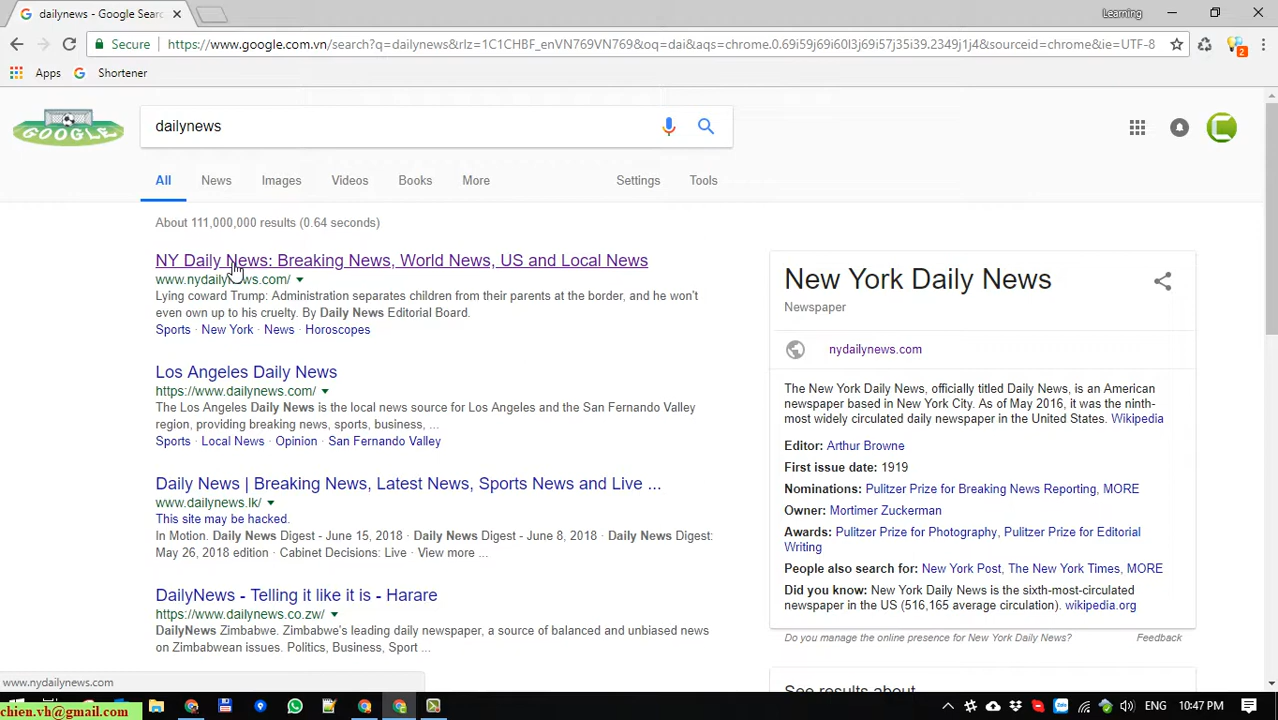 dailynews - Google Searc
Learning
Secure
https://www.google.com.vn/search?q=dailynews&rlz=1C1CHBF_enVN769VN769&oq=dai&aqs=chrome.0.69i59j69i60l3j69i57j35i39.2349j1j4&sourceid=chrome&ie=UTF-8
2
Apps
Shortener
GOOGLE
dailynews
All
News
Images
Videos
Books
More
Settings
Tools
About 111,000,000 results (0.64 seconds)
NY Daily News: Breaking News, World News, US and Local News
www.nydailynews.com/
Lying coward Trump: Administration separates children from their parents at the border, and he won't
even own up to his cruelty. By Daily News Editorial Board.
Sports · New York · News · Horoscopes
Los Angeles Daily News
https://www.dailynews.com/
The Los Angeles Daily News is the local news source for Los Angeles and the San Fernando Valley
region, providing breaking news, sports, business, ...
Sports · Local News · Opinion · San Fernando Valley
Daily News | Breaking News, Latest News, Sports News and Live ...
www.dailynews.lk/
This site may be hacked.
In Motion. Daily News Digest - June 15, 2018 · Daily News Digest - June 8, 2018 · Daily News Digest:
May 26, 2018 edition · Cabinet Decisions: Live · View more ...
DailyNews - Telling it like it is - Harare
https://www.dailynews.co.zw/
DailyNews Zimbabwe. Zimbabwe's leading daily newspaper, a source of balanced and unbiased news
on Zimbabwean issues. Politics, Business, Sport ...
New York Daily News
Newspaper
nydailynews.com
The New York Daily News, officially titled Daily News, is an American
newspaper based in New York City. As of May 2016, it was the ninth-
most widely circulated daily newspaper in the United States. Wikipedia
Editor: Arthur Browne
First issue date: 1919
Nominations: Pulitzer Prize for Breaking News Reporting, MORE
Owner: Mortimer Zuckerman
Awards: Pulitzer Prize for Photography, Pulitzer Prize for Editorial
Writing
People also search for: New York Post, The New York Times, MORE
Did you know: New York Daily News is the sixth-most-circulated
newspaper in the US (516,165 average circulation). wikipedia.org
Do you manage the online presence for New York Daily News?
Feedback
See results about
www.nydailynews.com
chien.vh@gmail.com
10:47 PM